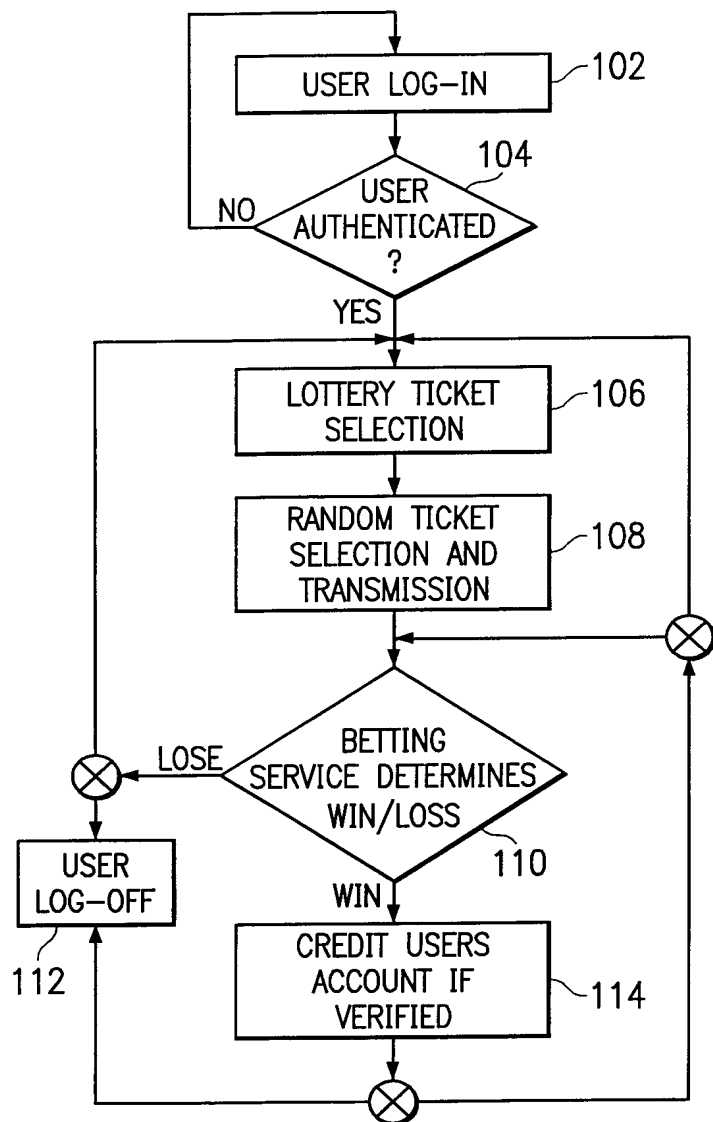 USER LOG-IN
102
104
USER
AUTHENTICATED
?
NO
YES
LOTTERY TICKET
SELECTION
106
RANDOM TICKET
SELECTION AND
TRANSMISSION
108
BETTING
SERVICE DETERMINES
WIN/LOSS
LOSE
110
WIN
USER
LOG-OFF
112
CREDIT USERS
ACCOUNT IF
VERIFIED
114